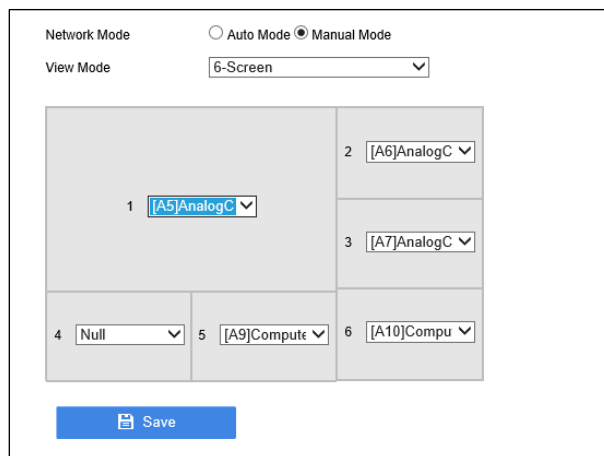 Network Mode Auto Mode Manual Mode
View Mode 6-Screen
2 [A6]AnalogC
1 [A5]AnalogC
3 [A7]AnalogC
4 Null 5 [A9]Compute 6 [A10]Compu
Save